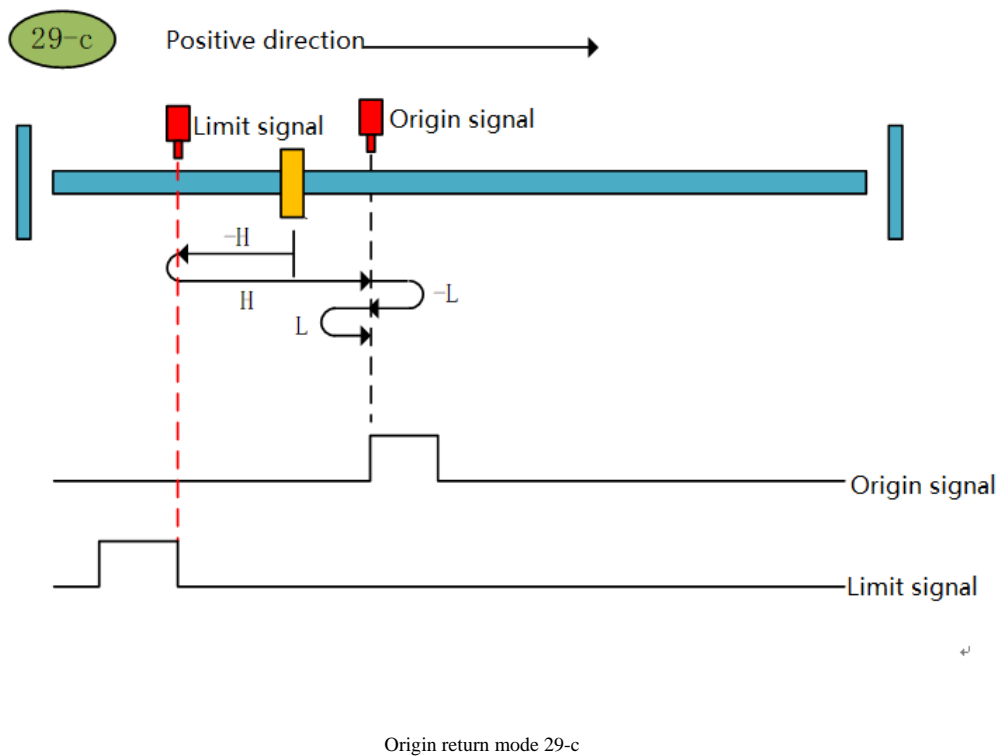 29-c
Positive direction
Limit signal
Origin signal
-H
H
-L
L
Origin signal
Limit signal
Origin return mode 29-c